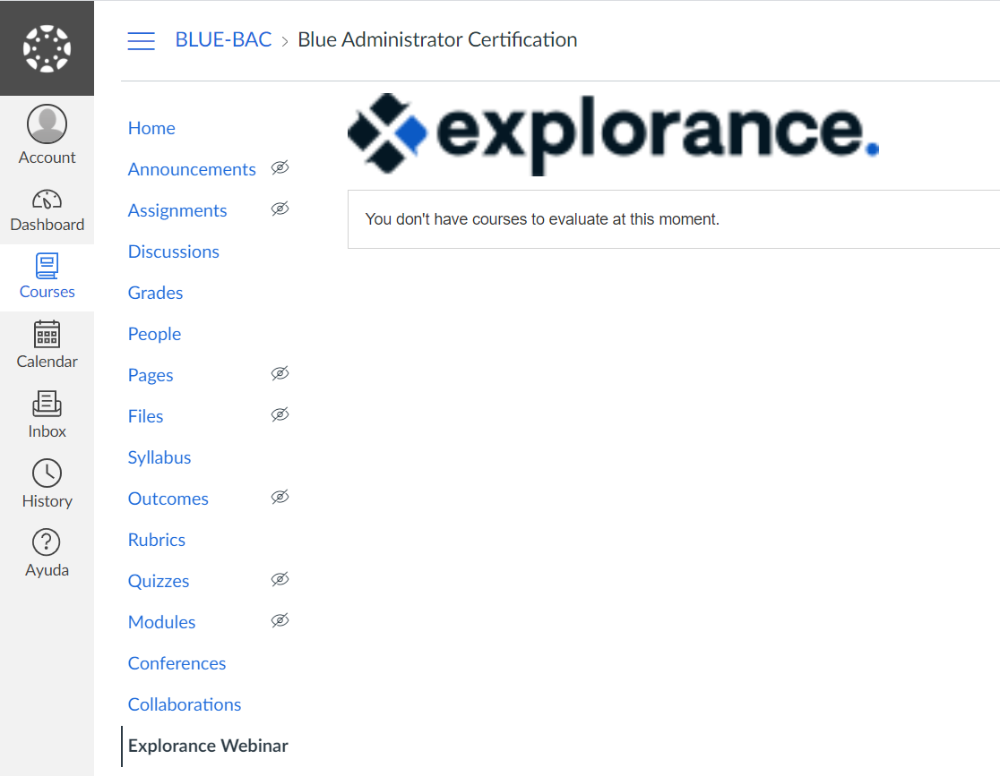 BLUE-BAC > Blue Administrator Certification
Account
Dashboard
Courses
Calendar
Inbox
History
Ayuda
Home
Announcements
Assignments
Discussions
Grades
People
Pages
Files
Syllabus
Outcomes
Rubrics
Quizzes
Modules
Conferences
Collaborations
Explorance Webinar
explorance.
You don't have courses to evaluate at this moment.